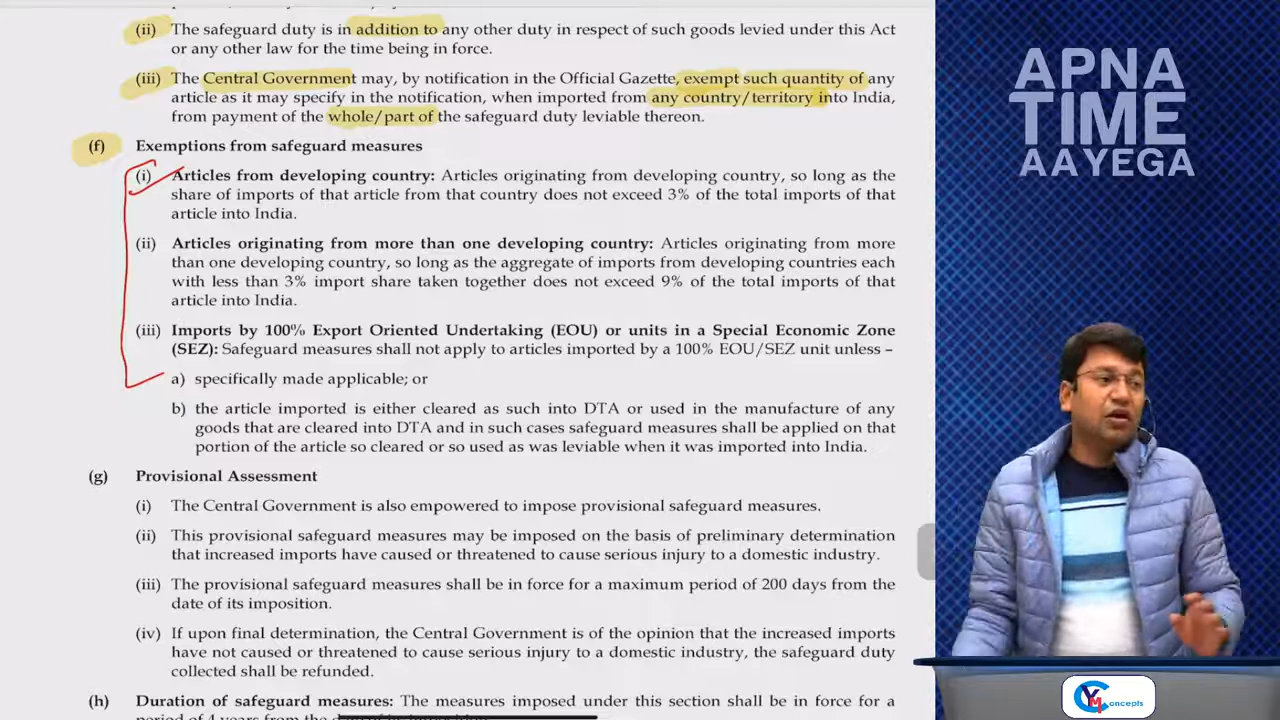 (ii) The safeguard duty is in addition to any other duty in respect of such goods levied under this Act
or any other law for the time being in force.
(iii) The Central Government may, by notification in the Official Gazette, exempt such quantity of any
article as it may specify in the notification, when imported from any country/territory into India,
from payment of the whole/part of the safeguard duty leviable thereon.
(f) Exemptions from safeguard measures
(i) Articles from developing country: Articles originating from developing country, so long as the
share of imports of that article from that country does not exceed 3% of the total imports of that
article into India.
(ii) Articles originating from more than one developing country: Articles originating from more
than one developing country, so long as the aggregate of imports from developing countries each
with less than 3% import share taken together does not exceed 9% of the total imports of that
article into India.
(iii) Imports by 100% Export Oriented Undertaking (EOU) or units in a Special Economic Zone
(SEZ): Safeguard measures shall not apply to articles imported by a 100% EOU/SEZ unit unless –
a) specifically made applicable; or
b) the article imported is either cleared as such into DTA or used in the manufacture of any
goods that are cleared into DTA and in such cases safeguard measures shall be applied on that
portion of the article so cleared or so used as was leviable when it was imported into India.
(g) Provisional Assessment
(i) The Central Government is also empowered to impose provisional safeguard measures.
(ii) This provisional safeguard measures may be imposed on the basis of preliminary determination
that increased imports have caused or threatened to cause serious injury to a domestic industry.
(iii) The provisional safeguard measures shall be in force for a maximum period of 200 days from the
date of its imposition.
(iv) If upon final determination, the Central Government is of the opinion that the increased imports
have not caused or threatened to cause serious injury to a domestic industry, the safeguard duty
collected shall be refunded.
(h) Duration of safeguard measures: The measures imposed under this section shall be in force for a
period of 4 years from the
APNA
TIME
AAYEGA
YM
Concepts